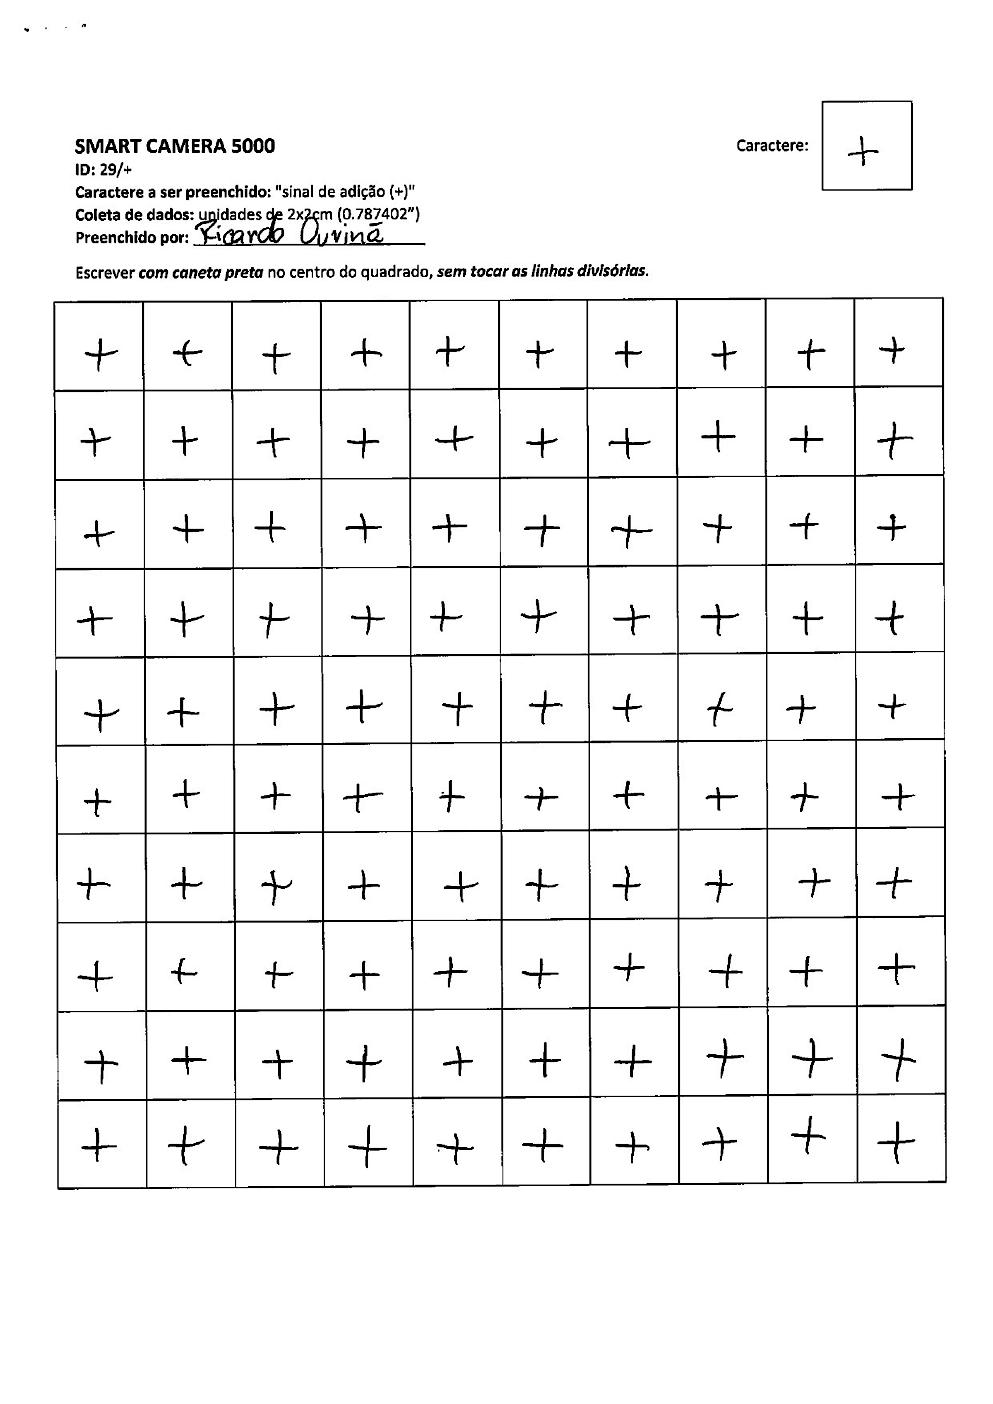 SMART CAMERA 5000
Caractere: +
ID: 29/+
Caractere a ser preenchido: "sinal de adição (+)"
Coleta de dados: unidades de 2x2cm (0.787402")
Preenchido por: Ricardo Ouvinã
Escrever com caneta preta no centro do quadrado, sem tocar as linhas divisórias.
+ + + + + + + + + +
+ + + + + + + + + +
+ + + + + + + + + +
+ + + + + + + + + +
+ + + + + + + + + +
+ + + + + + + + + +
+ + + + + + + + + +
+ + + + + + + + + +
+ + + + + + + + + +
+ + + + + + + + + +